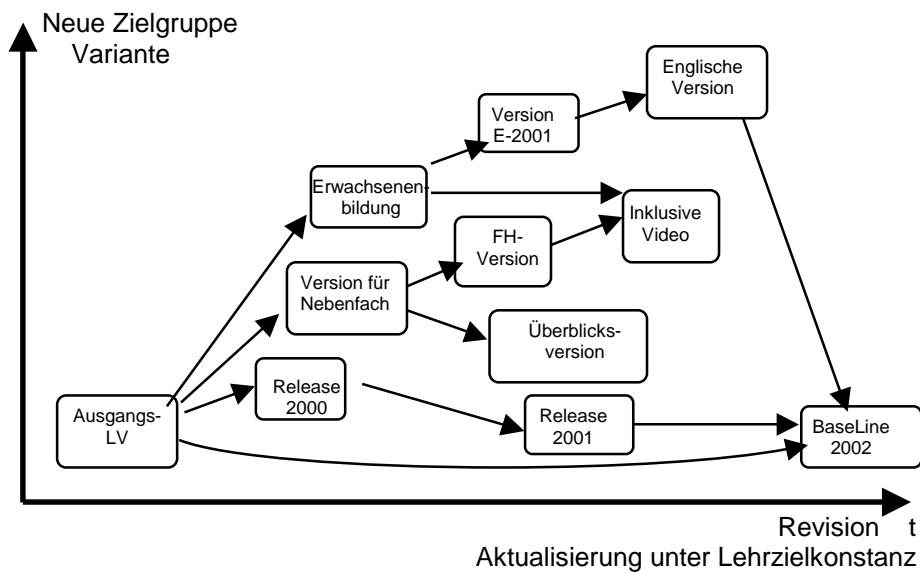 Neue Zielgruppe
Variante
Englische
Version
Version
E-2001
Erwachsenen-
bildung
Inklusive
Video
FH-
Version
Version für
Nebenfach
Überblicks-
version
Release
2000
Ausgangs-
LV
Release
2001
BaseLine
2002
Revision t
Aktualisierung unter Lehrzielkonstanz